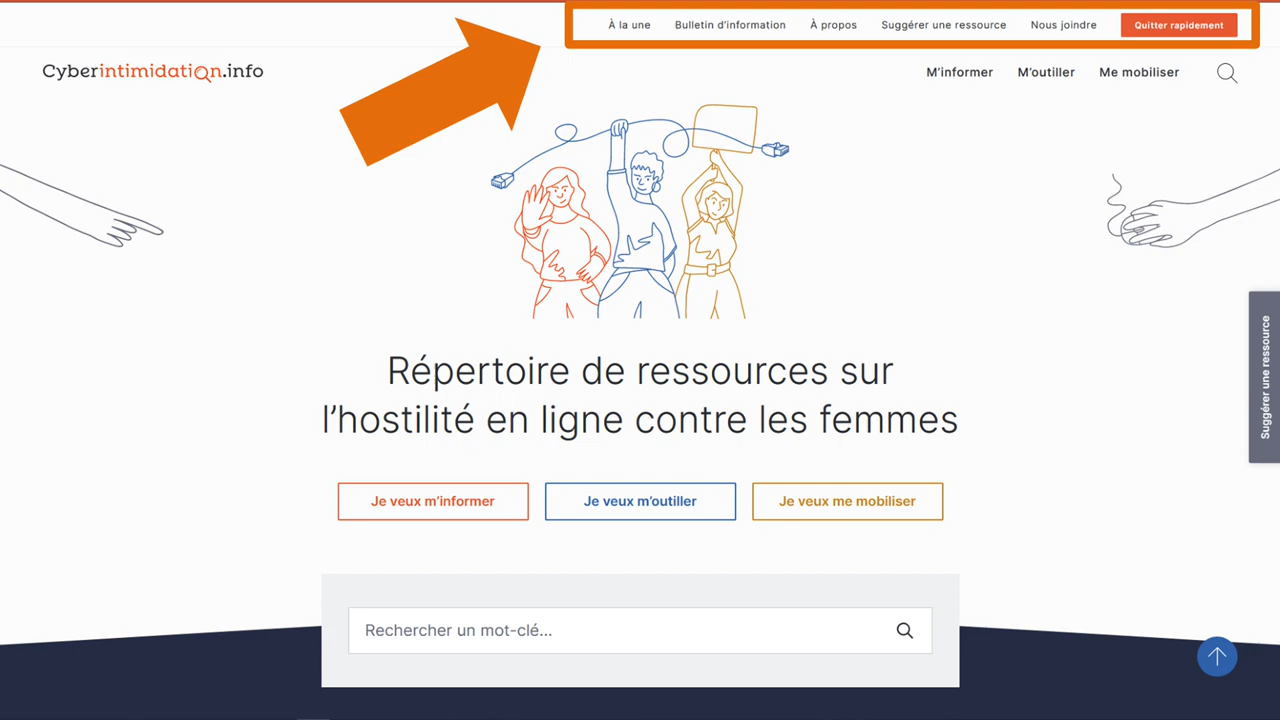 À la une Bulletin d'information À propos Suggérer une ressource Nous joindre Quitter rapidement
Cyberintimidation.info M'informer M'outiller Me mobiliser
Répertoire de ressources sur
l'hostilité en ligne contre les femmes
Suggérer une ressource
Je veux m'informer Je veux m'outiller Je veux me mobiliser
Rechercher un mot-clé...